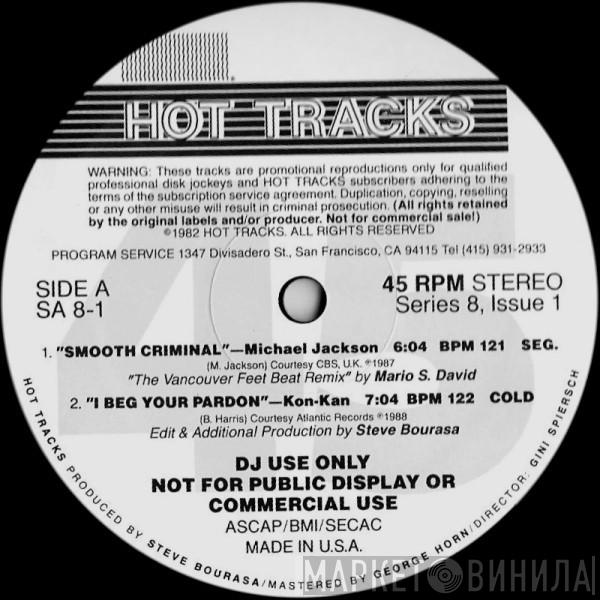 HOT TRACKS
WARNING: These tracks are promotional reproductions only for qualified
professional disk jockeys and HOT TRACKS subscribers adhering to the
terms of the subscription service agreement. Duplication, copying, reselling
or any other misuse will result in criminal prosecution. (All rights retained
by the original labels and/or producer. Not for commercial sale!)
©1982 HOT TRACKS. ALL RIGHTS RESERVED
PROGRAM SERVICE 1347 Divisadero St., San Francisco, CA 94115 Tel (415) 931-2933
SIDE A
SA 8-1
45 RPM STEREO
Series 8, Issue 1
45
1. "SMOOTH CRIMINAL"—Michael Jackson 6:04 BPM 121 SEG.
(M. Jackson) Courtesy CBS, U.K. ℗1987
"The Vancouver Feet Beat Remix" by Mario S. David
2. "I BEG YOUR PARDON"—Kon-Kan 7:04 BPM 122 COLD
(B. Harris) Courtesy Atlantic Records ℗1988
Edit & Additional Production by Steve Bourasa
DJ USE ONLY
NOT FOR PUBLIC DISPLAY OR
COMMERCIAL USE
ASCAP/BMI/SECAC
MADE IN U.S.A.
HOT TRACKS PRODUCED BY STEVE BOURASA/MASTERED BY GEORGE HORN/DIRECTOR: GINI SPIERSCH
МАРКЕТ ВИНИЛА